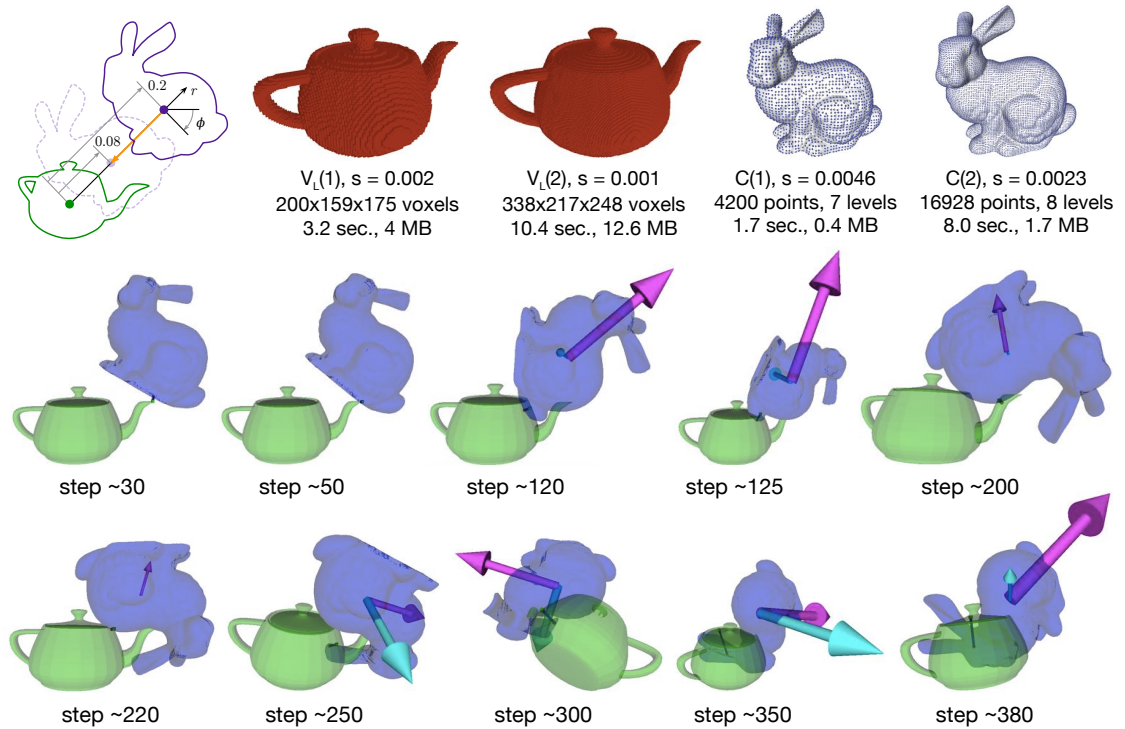 0.2
r
ϕ
0.08
V_L(1), s = 0.002
200x159x175 voxels
3.2 sec., 4 MB
V_L(2), s = 0.001
338x217x248 voxels
10.4 sec., 12.6 MB
C(1), s = 0.0046
4200 points, 7 levels
1.7 sec., 0.4 MB
C(2), s = 0.0023
16928 points, 8 levels
8.0 sec., 1.7 MB
step ~30
step ~50
step ~120
step ~125
step ~200
step ~220
step ~250
step ~300
step ~350
step ~380